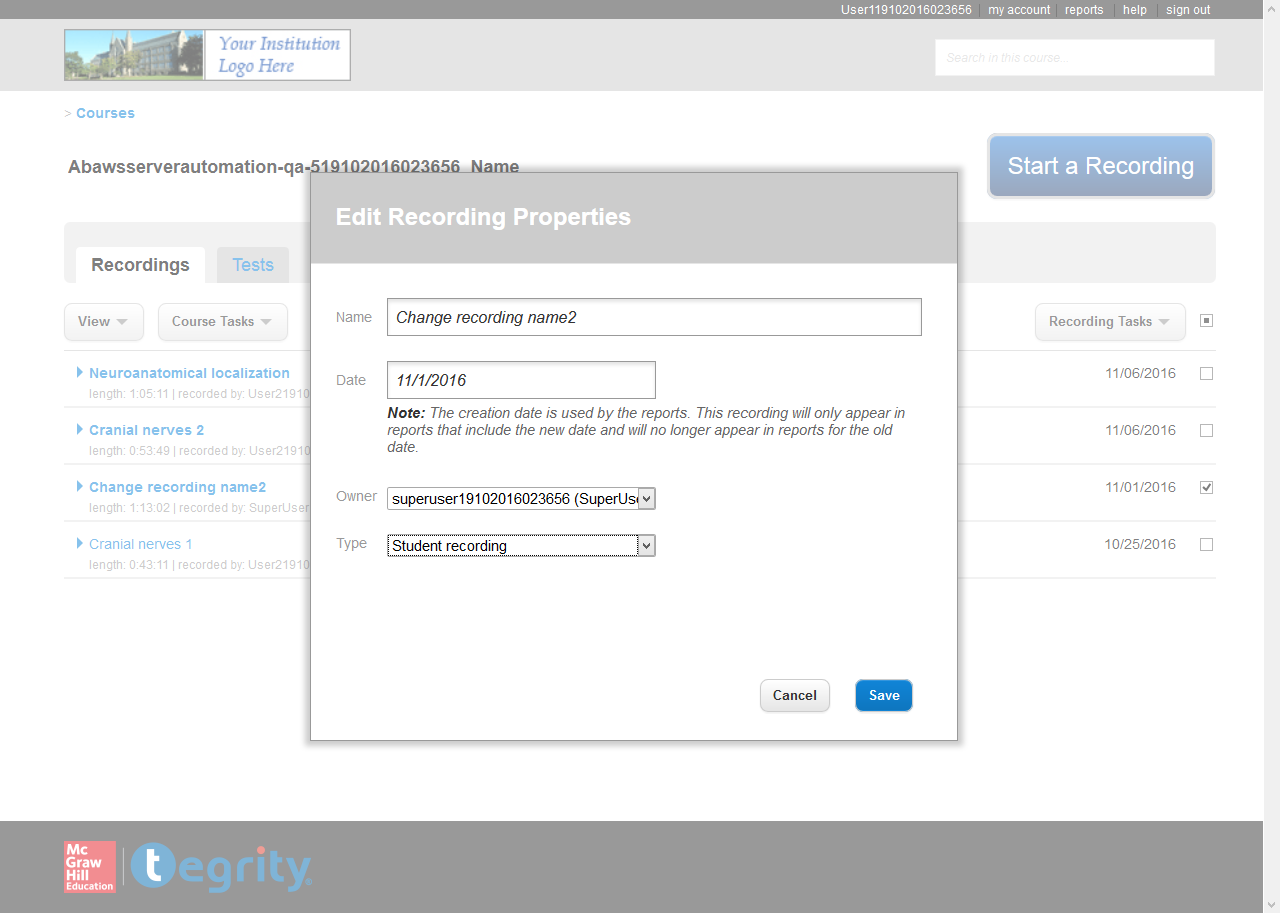 User119102016023656 my account reports help sign out
Your Institution
Logo Here
Search in this course...
> Courses
Abawsserverautomation-qa-519102016023656_Name
Start a Recording
Recordings Tests
View Course Tasks Recording Tasks
Neuroanatomical localization 11/06/2016
length: 1:05:11 | recorded by: User21910
Cranial nerves 2 11/06/2016
length: 0:53:49 | recorded by: User21910
Change recording name2 11/01/2016
length: 1:13:02 | recorded by: SuperUser
Cranial nerves 1 10/25/2016
length: 0:43:11 | recorded by: User21910
Edit Recording Properties
Name Change recording name2
Date 11/1/2016
Note: The creation date is used by the reports. This recording will only appear in
reports that include the new date and will no longer appear in reports for the old
date.
Owner superuser19102016023656 (SuperUse
Type Student recording
Cancel Save
Mc
Graw
Hill
Education
tegrity